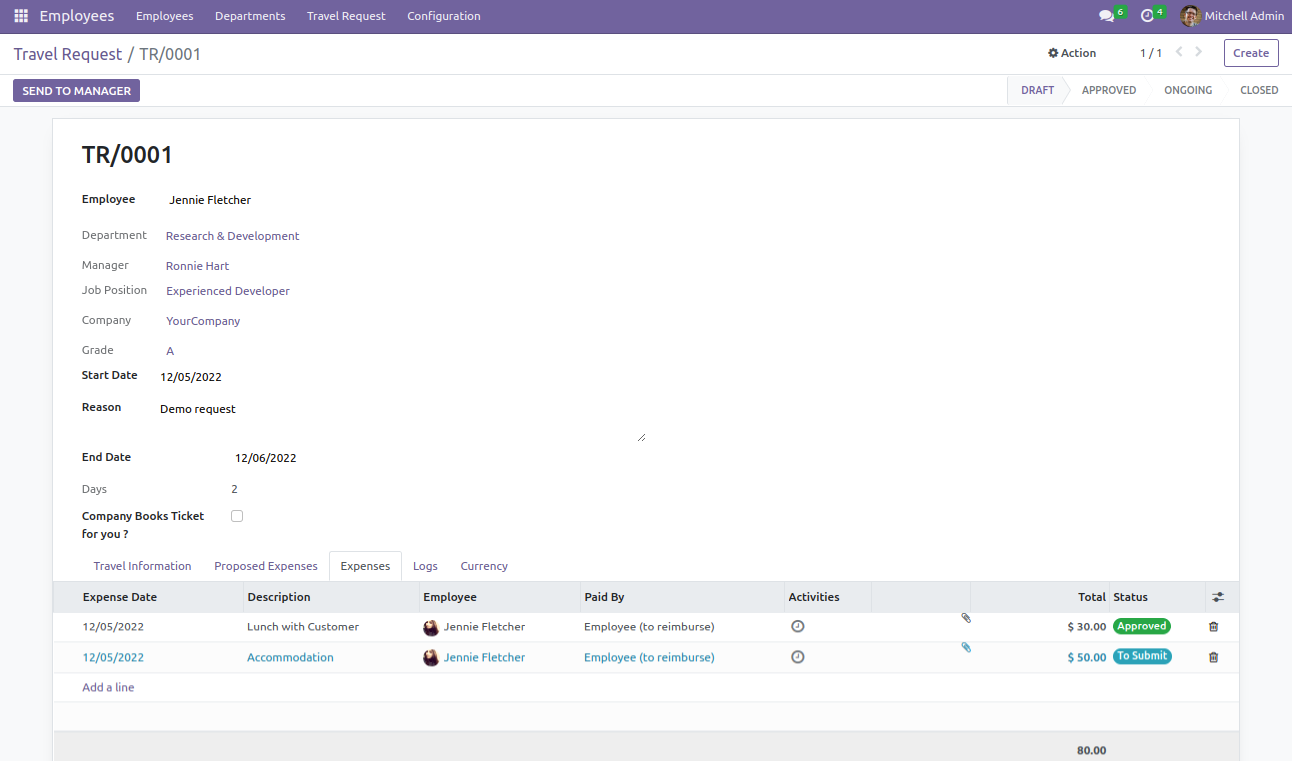 Employees Employees Departments Travel Request Configuration 6 4 Mitchell Admin
Travel Request / TR/0001 Action 1 / 1 Create
SEND TO MANAGER DRAFT APPROVED ONGOING CLOSED
TR/0001
Employee Jennie Fletcher
Department Research & Development
Manager Ronnie Hart
Job Position Experienced Developer
Company YourCompany
Grade A
Start Date 12/05/2022
Reason Demo request
End Date 12/06/2022
Days 2
Company Books Ticket
for you ?
Travel Information Proposed Expenses Expenses Logs Currency
Expense Date Description Employee Paid By Activities Total Status
12/05/2022 Lunch with Customer Jennie Fletcher Employee (to reimburse) $ 30.00 Approved
12/05/2022 Accommodation Jennie Fletcher Employee (to reimburse) $ 50.00 To Submit
Add a line
80.00